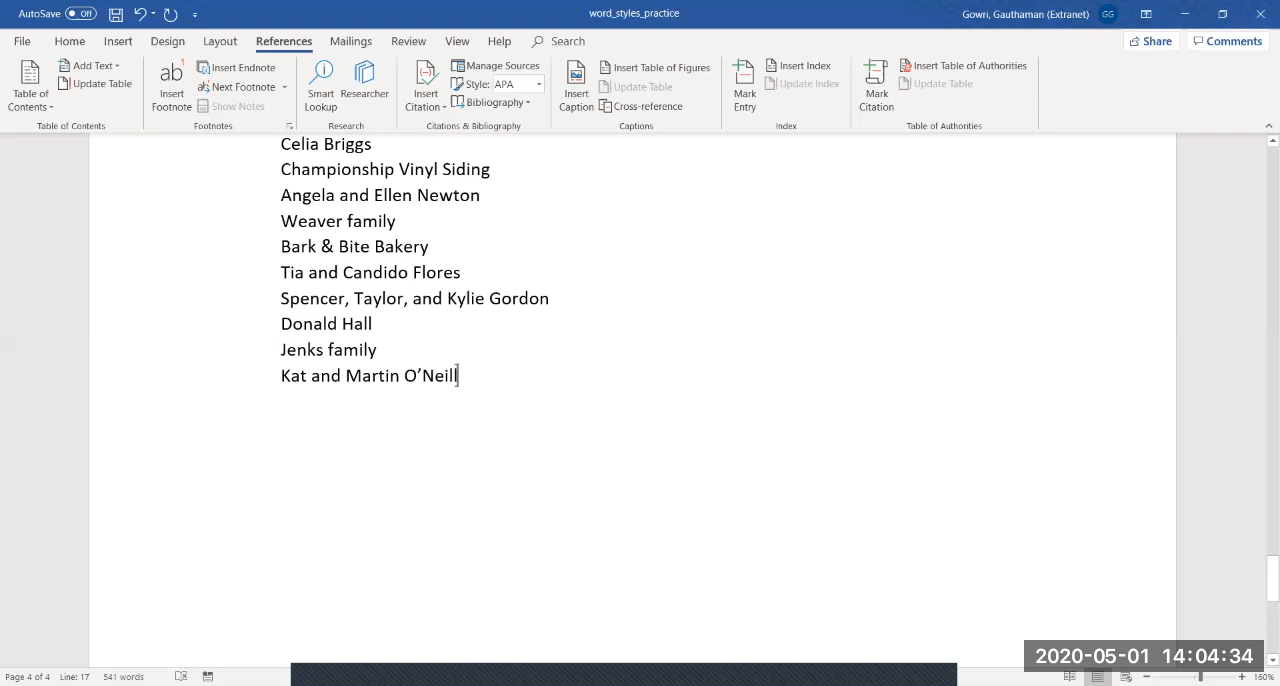 AutoSave Off word_styles_practice Gowri, Gauthaman (Extranet) GG
File Home Insert Design Layout References Mailings Review View Help Search Share Comments
Table of Contents Add Text Update Table
Table of Contents
ab1 Insert Footnote Insert Endnote Next Footnote Show Notes
Footnotes
Smart Lookup Researcher
Research
Insert Citation Manage Sources Style: APA Bibliography
Citations & Bibliography
Insert Caption Insert Table of Figures Update Table Cross-reference
Captions
Mark Entry Insert Index Update Index
Index
Mark Citation Insert Table of Authorities Update Table
Table of Authorities
Celia Briggs
Championship Vinyl Siding
Angela and Ellen Newton
Weaver family
Bark & Bite Bakery
Tia and Candido Flores
Spencer, Taylor, and Kylie Gordon
Donald Hall
Jenks family
Kat and Martin O’Neill
2020-05-01 14:04:34
Page 4 of 4 Line: 17 541 words 160%